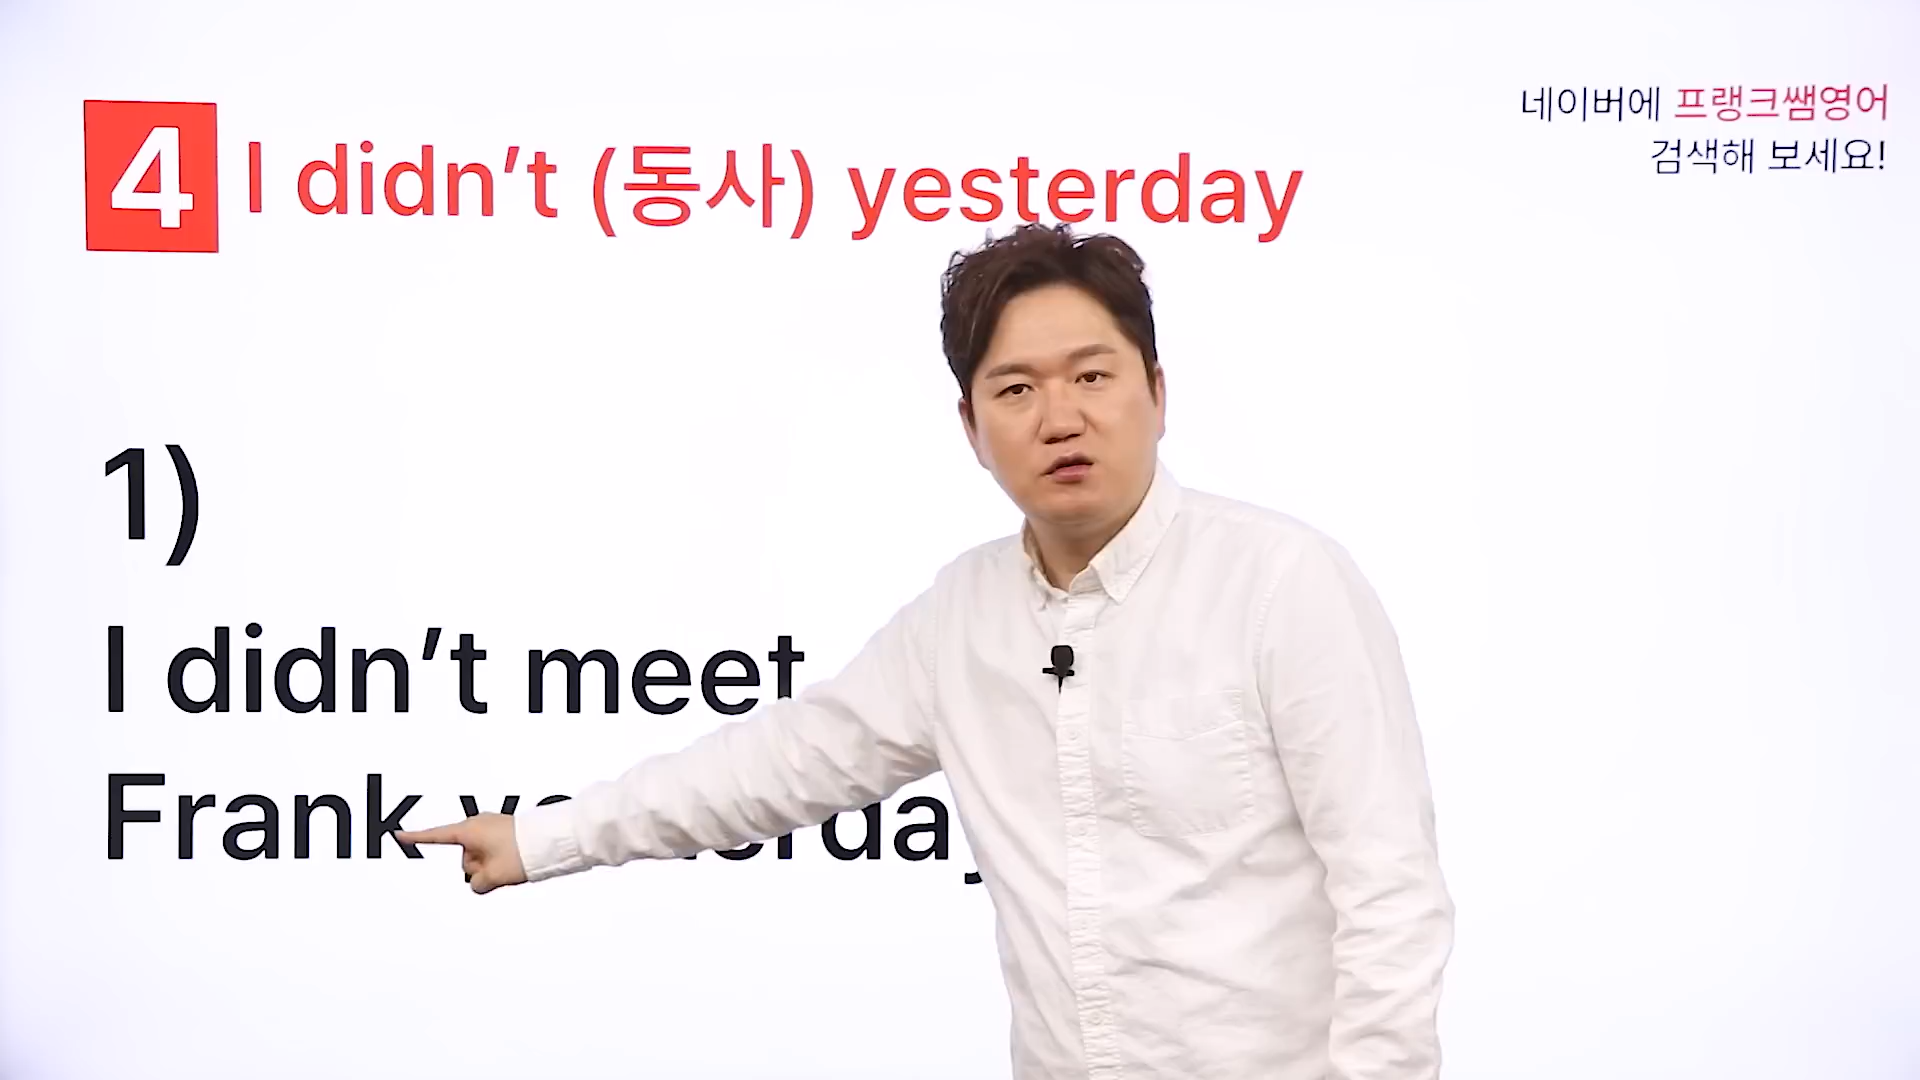 4 I didn't (동사) yesterday
네이버에 프랭크쌤영어
검색해 보세요!
1)
I didn't meet
Frank